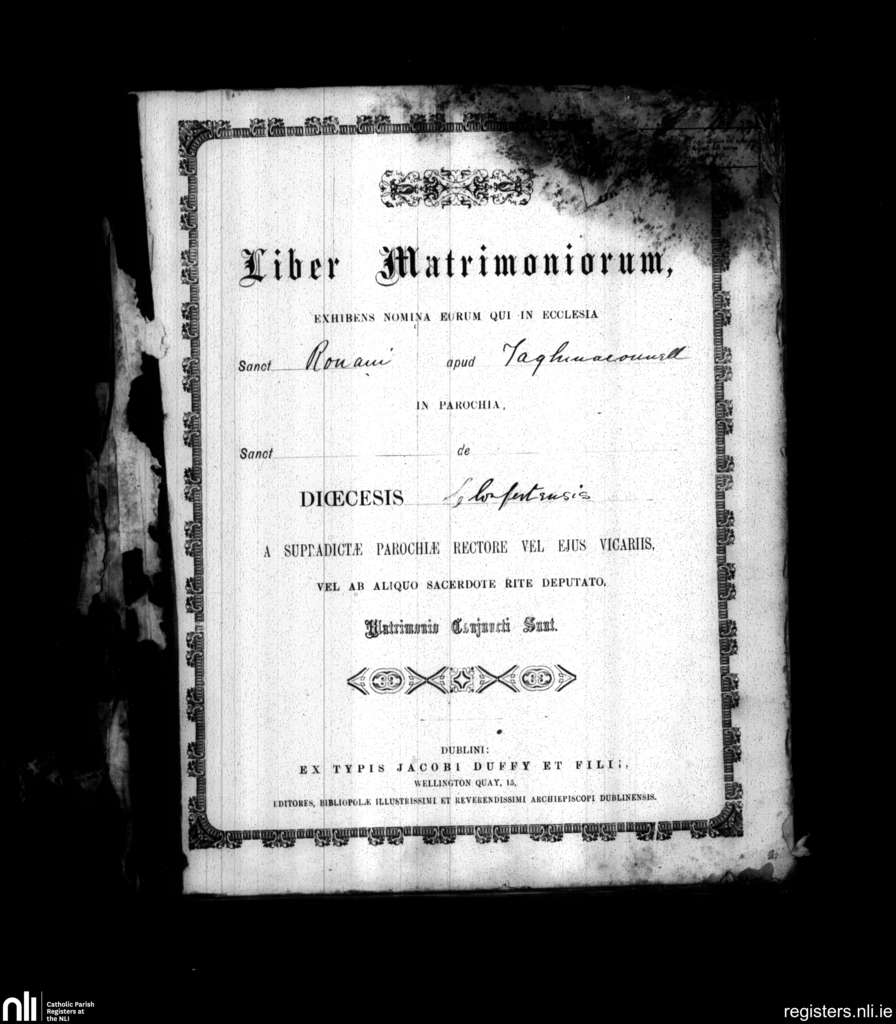 Liber Matrimoniorum,
EXHIBENS NOMINA EORUM QUI IN ECCLESIA
Sanct Ronani apud Taghmaconnell
IN PAROCHIA,
Sanct de
DIŒCESIS Clonfertensis
A SUPRADICTÆ PAROCHIÆ RECTORE VEL EJUS VICARIIS,
VEL AB ALIQUO SACERDOTE RITE DEPUTATO,
Matrimonio Conjuncti Sunt.
DUBLINI:
EX TYPIS JACOBI DUFFY ET FILII,
WELLINGTON QUAY, 15,
EDITORES, BIBLIOPOLÆ ILLUSTRISSIMI ET REVERENDISSIMI ARCHIEPISCOPI DUBLINENSIS.
nli
Catholic Parish
Registers at
the NLI
registers.nli.ie